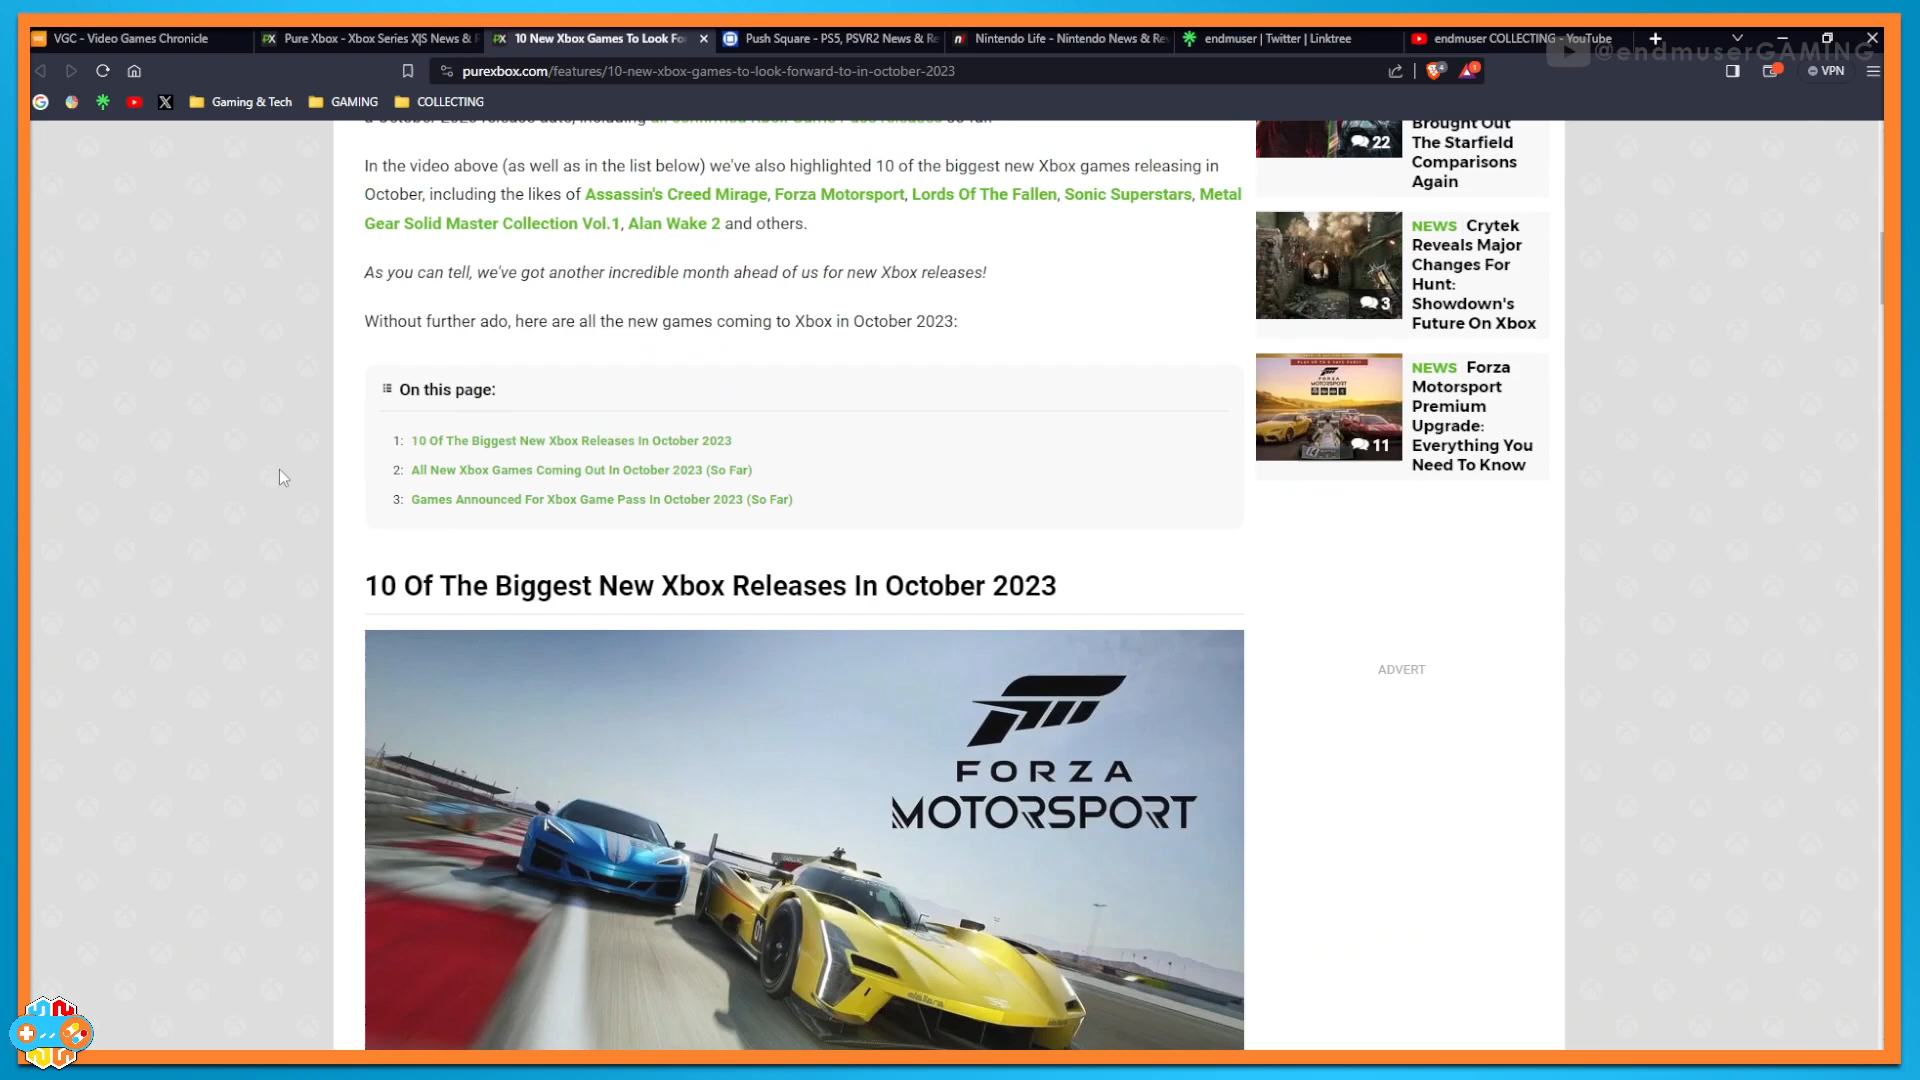 VGC - Video Games Chronicle
Pure Xbox - Xbox Series X|S News &
10 New Xbox Games To Look Fo
Push Square - PS5, PSVR2 News & Re
Nintendo Life - Nintendo News & Rev
endmuser | Twitter | Linktree
endmuser COLLECTING - YouTube
@endmuserGAMING
purexbox.com/features/10-new-xbox-games-to-look-forward-to-in-october-2023
4
1
VPN
Gaming & Tech
GAMING
COLLECTING
In the video above (as well as in the list below) we've also highlighted 10 of the biggest new Xbox games releasing in
October, including the likes of Assassin's Creed Mirage, Forza Motorsport, Lords Of The Fallen, Sonic Superstars, Metal
Gear Solid Master Collection Vol.1, Alan Wake 2 and others.
As you can tell, we've got another incredible month ahead of us for new Xbox releases!
Without further ado, here are all the new games coming to Xbox in October 2023:
On this page:
1: 10 Of The Biggest New Xbox Releases In October 2023
2: All New Xbox Games Coming Out In October 2023 (So Far)
3: Games Announced For Xbox Game Pass In October 2023 (So Far)
10 Of The Biggest New Xbox Releases In October 2023
FORZA
MOTORSPORT
01
22
Brought Out
The Starfield
Comparisons
Again
3
NEWS Crytek
Reveals Major
Changes For
Hunt:
Showdown's
Future On Xbox
FORZA
MOTORSPORT
11
NEWS Forza
Motorsport
Premium
Upgrade:
Everything You
Need To Know
ADVERT